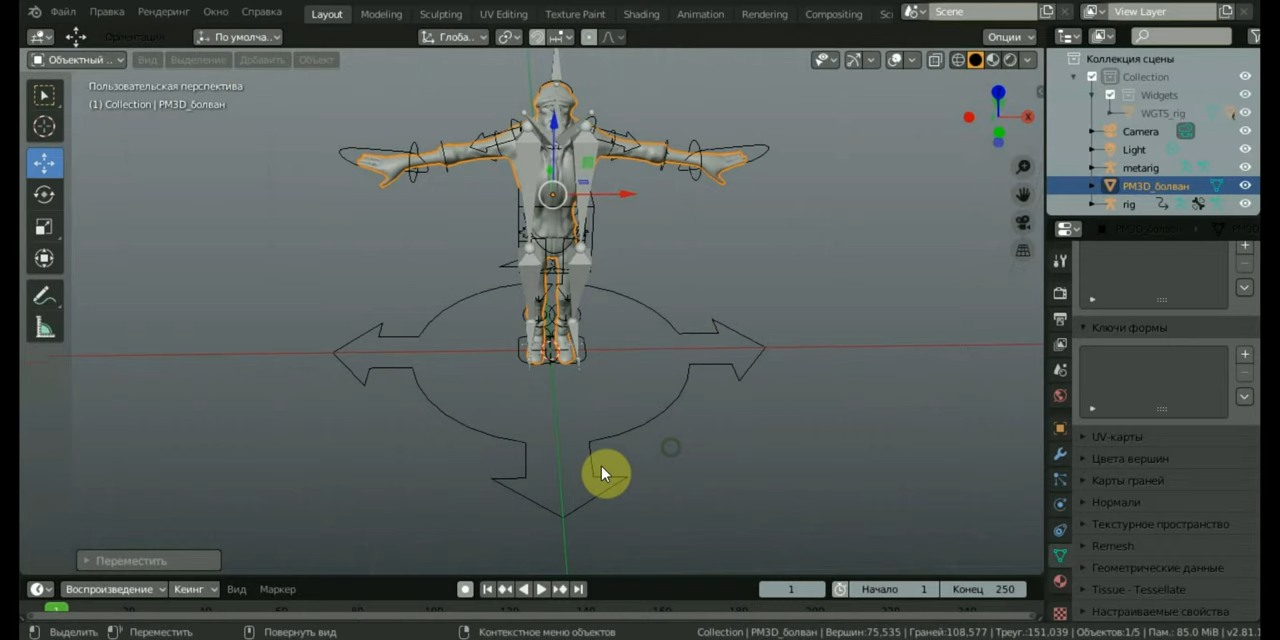 Файл Правка Рендеринг Окно Справка Layout Modeling Sculpting UV Editing Texture Paint Shading Animation Rendering Compositing Sc Scene View Layer
Ориентация По умолча.. Глоба.. Опции
Объектный .. Вид Выделение Добавить Объект
Пользовательская перспектива
(1) Collection | PM3D_болван
X
Коллекция сцены
Collection
Widgets
WGTS_rig
Camera
Light
metarig
PM3D_болван
rig
PM3D_болван
Ключи формы
UV-карты
Цвета вершин
Карты граней
Нормали
Текстурное пространство
Remesh
Геометрические данные
Tissue - Tessellate
Настраиваемые свойства
Переместить
Воспроизведение Кеинг Вид Маркер 1 Начало 1 Конец 250
1 20
Выделить Переместить Повернуть вид Контекстное меню объектов Collection | PM3D_болван | Вершин:75,535 | Граней:108,577 | Треуг.:151,039 | Объектов:1/5 | Пам.: 85.0 MiB | v2.81.1